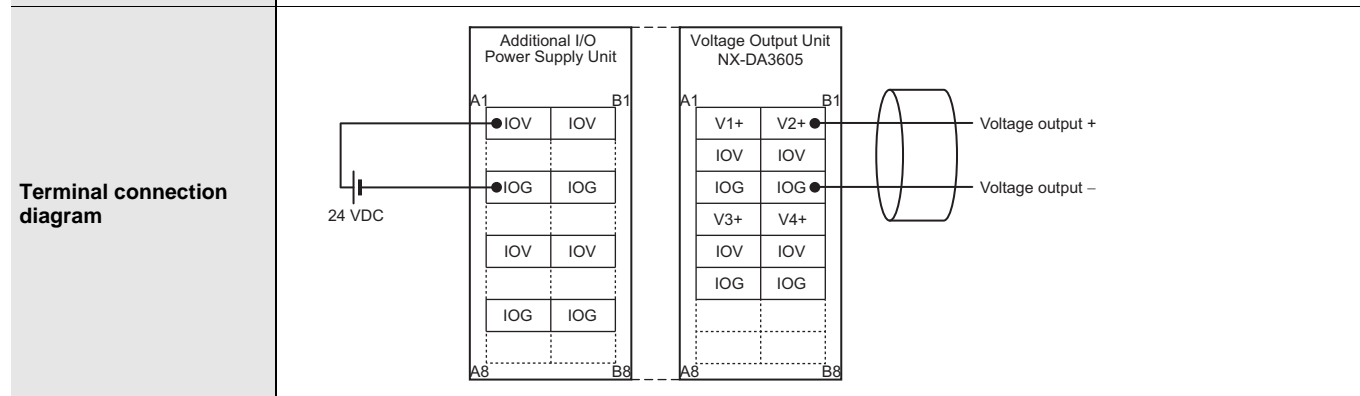 Terminal connection
diagram
24 VDC
Additional I/O
Power Supply Unit
A1 B1
IOV IOV
IOG IOG
IOV IOV
IOG IOG
A8 B8
Voltage Output Unit
NX-DA3605
A1 B1
V1+ V2+
IOV IOV
IOG IOG
V3+ V4+
IOV IOV
IOG IOG
A8 B8
Voltage output +
Voltage output −